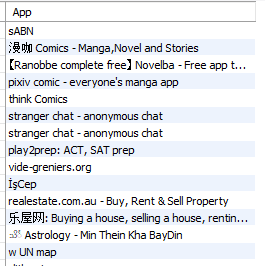 App
sABN
漫咖 Comics - Manga,Novel and Stories
【Ranobbe complete free】 Novelba - Free app t...
pixiv comic - everyone's manga app
think Comics
stranger chat - anonymous chat
stranger chat - anonymous chat
play2prep: ACT, SAT prep
vide-greniers.org
İşCep
realestate.com.au - Buy, Rent & Sell Property
乐屋网: Buying a house, selling a house, rentin...
Astrology - Min Thein Kha BayDin
w UN map